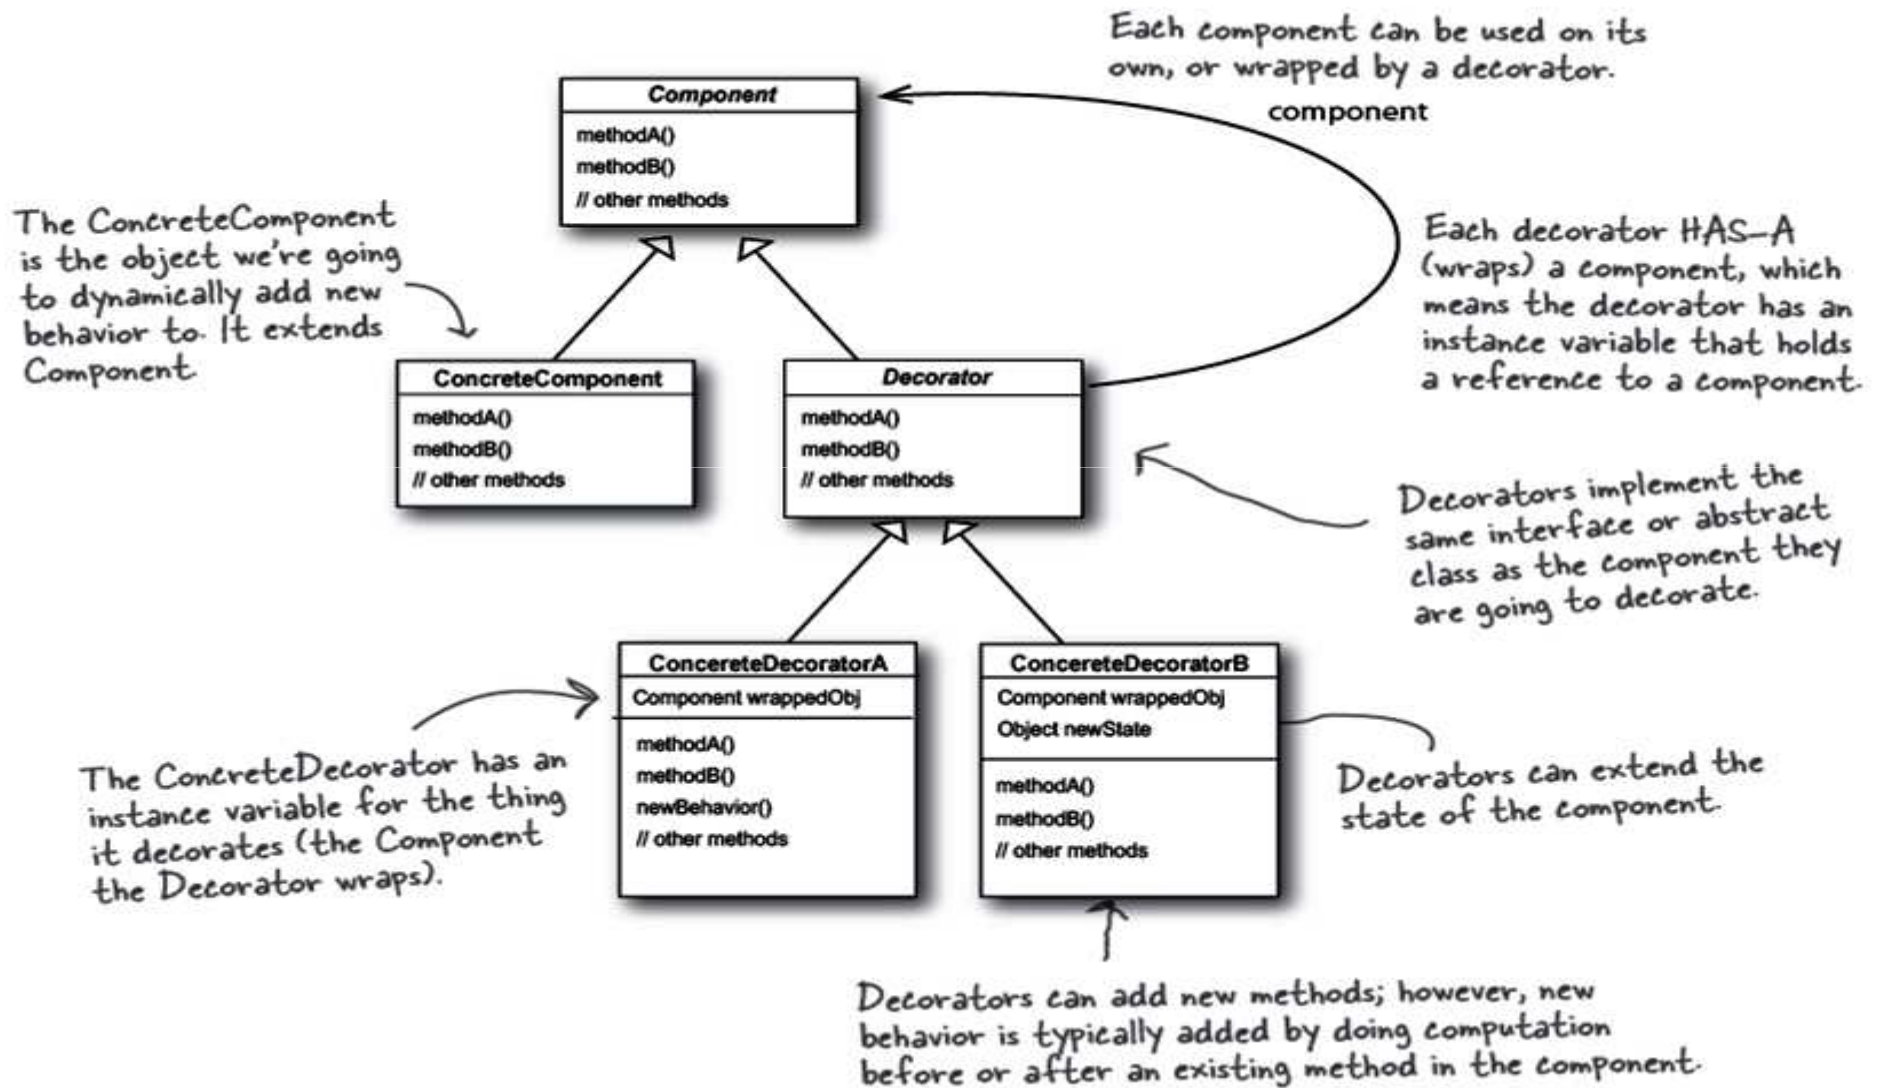 Each component can be used on its
own, or wrapped by a decorator.
component
Component
methodA()
methodB()
// other methods
The ConcreteComponent
is the object we're going
to dynamically add new
behavior to. It extends
Component.
Each decorator HAS-A
(wraps) a component, which
means the decorator has an
instance variable that holds
a reference to a component.
ConcreteComponent
methodA()
methodB()
// other methods
Decorator
methodA()
methodB()
// other methods
Decorators implement the
same interface or abstract
class as the component they
are going to decorate.
ConcereteDecoratorA
Component wrappedObj
methodA()
methodB()
newBehavior()
// other methods
ConcereteDecoratorB
Component wrappedObj
Object newState
methodA()
methodB()
// other methods
The ConcreteDecorator has an
instance variable for the thing
it decorates (the Component
the Decorator wraps).
Decorators can extend the
state of the component.
Decorators can add new methods; however, new
behavior is typically added by doing computation
before or after an existing method in the component.